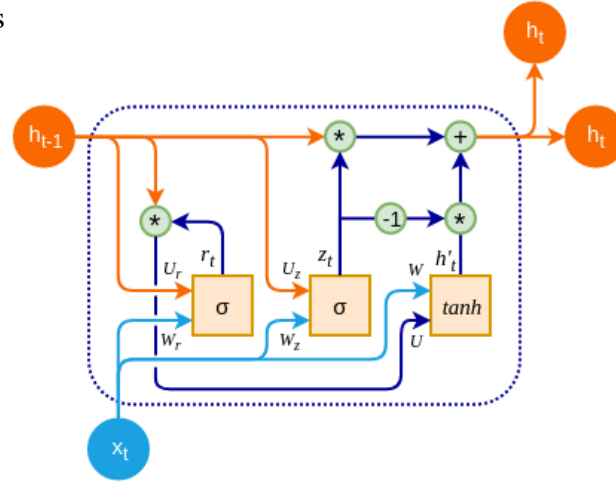 s
h_t
h_{t-1}
*
+
h_t
*
-1
*
r_t
z_t
h'_t
U_r
U_z
W
σ
σ
tanh
W_r
W_z
U
x_t